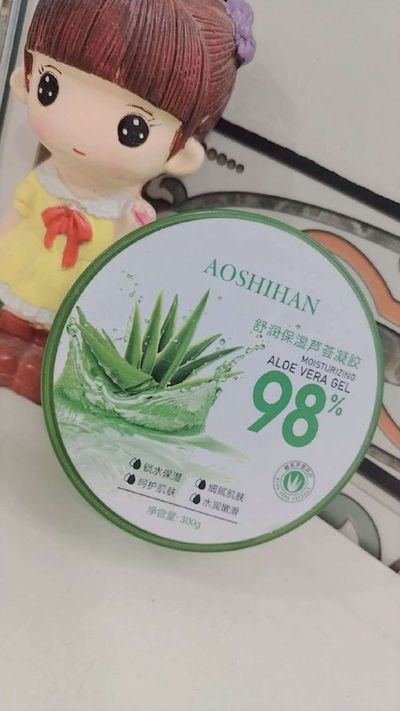 AOSHIHAN
舒润保湿芦荟凝胶
MOISTURIZING
ALOE VERA GEL
98%
锁水保湿
细腻肌肤
呵护肌肤
水润嫩滑
净含量: 300g